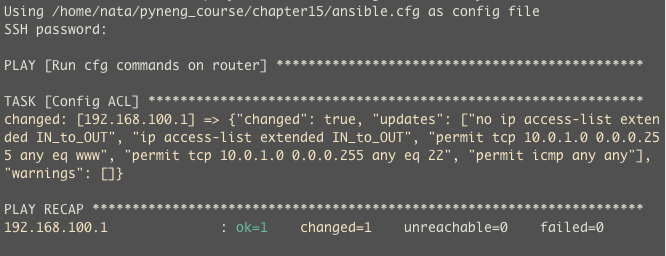 Using /home/nata/pyneng_course/chapter15/ansible.cfg as config file
SSH password:
PLAY [Run cfg commands on router] ***********************************************
TASK [Config ACL] ***************************************************************
changed: [192.168.100.1] => {"changed": true, "updates": ["no ip access-list exten
ded IN_to_OUT", "ip access-list extended IN_to_OUT", "permit tcp 10.0.1.0 0.0.0.25
5 any eq www", "permit tcp 10.0.1.0 0.0.0.255 any eq 22", "permit icmp any any"],
"warnings": []}
PLAY RECAP **********************************************************************
192.168.100.1 : ok=1 changed=1 unreachable=0 failed=0